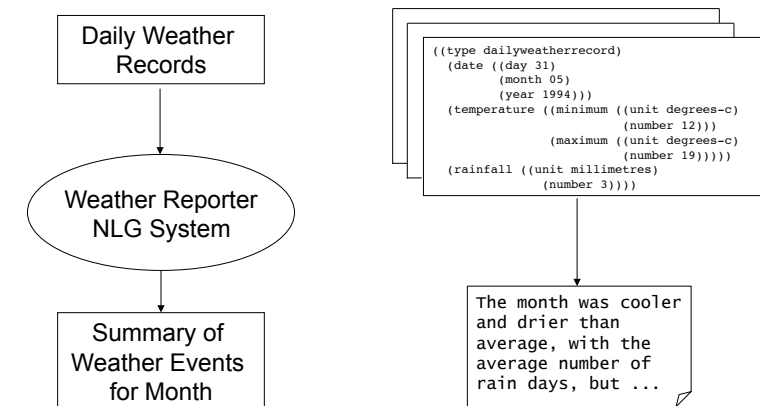 Daily Weather
Records
Weather Reporter
NLG System
Summary of
Weather Events
for Month
((type dailyweatherrecord)
(date ((day 31)
(month 05)
(year 1994)))
(temperature ((minimum ((unit degrees-c)
(number 12)))
(maximum ((unit degrees-c)
(number 19)))))
(rainfall ((unit millimetres)
(number 3))))
The month was cooler
and drier than
average, with the
average number of
rain days, but ...